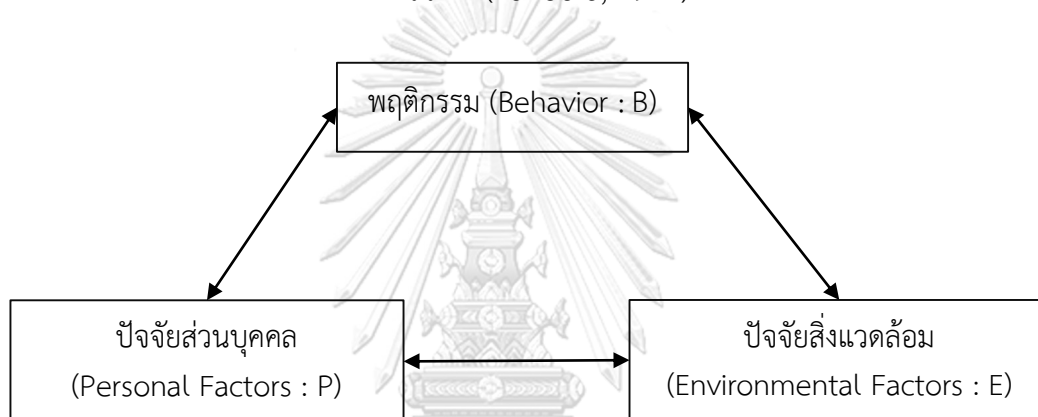 พฤติกรรม (Behavior : B)
ปัจจัยส่วนบุคคล
(Personal Factors : P)
ปัจจัยสิ่งแวดล้อม
(Environmental Factors : E)